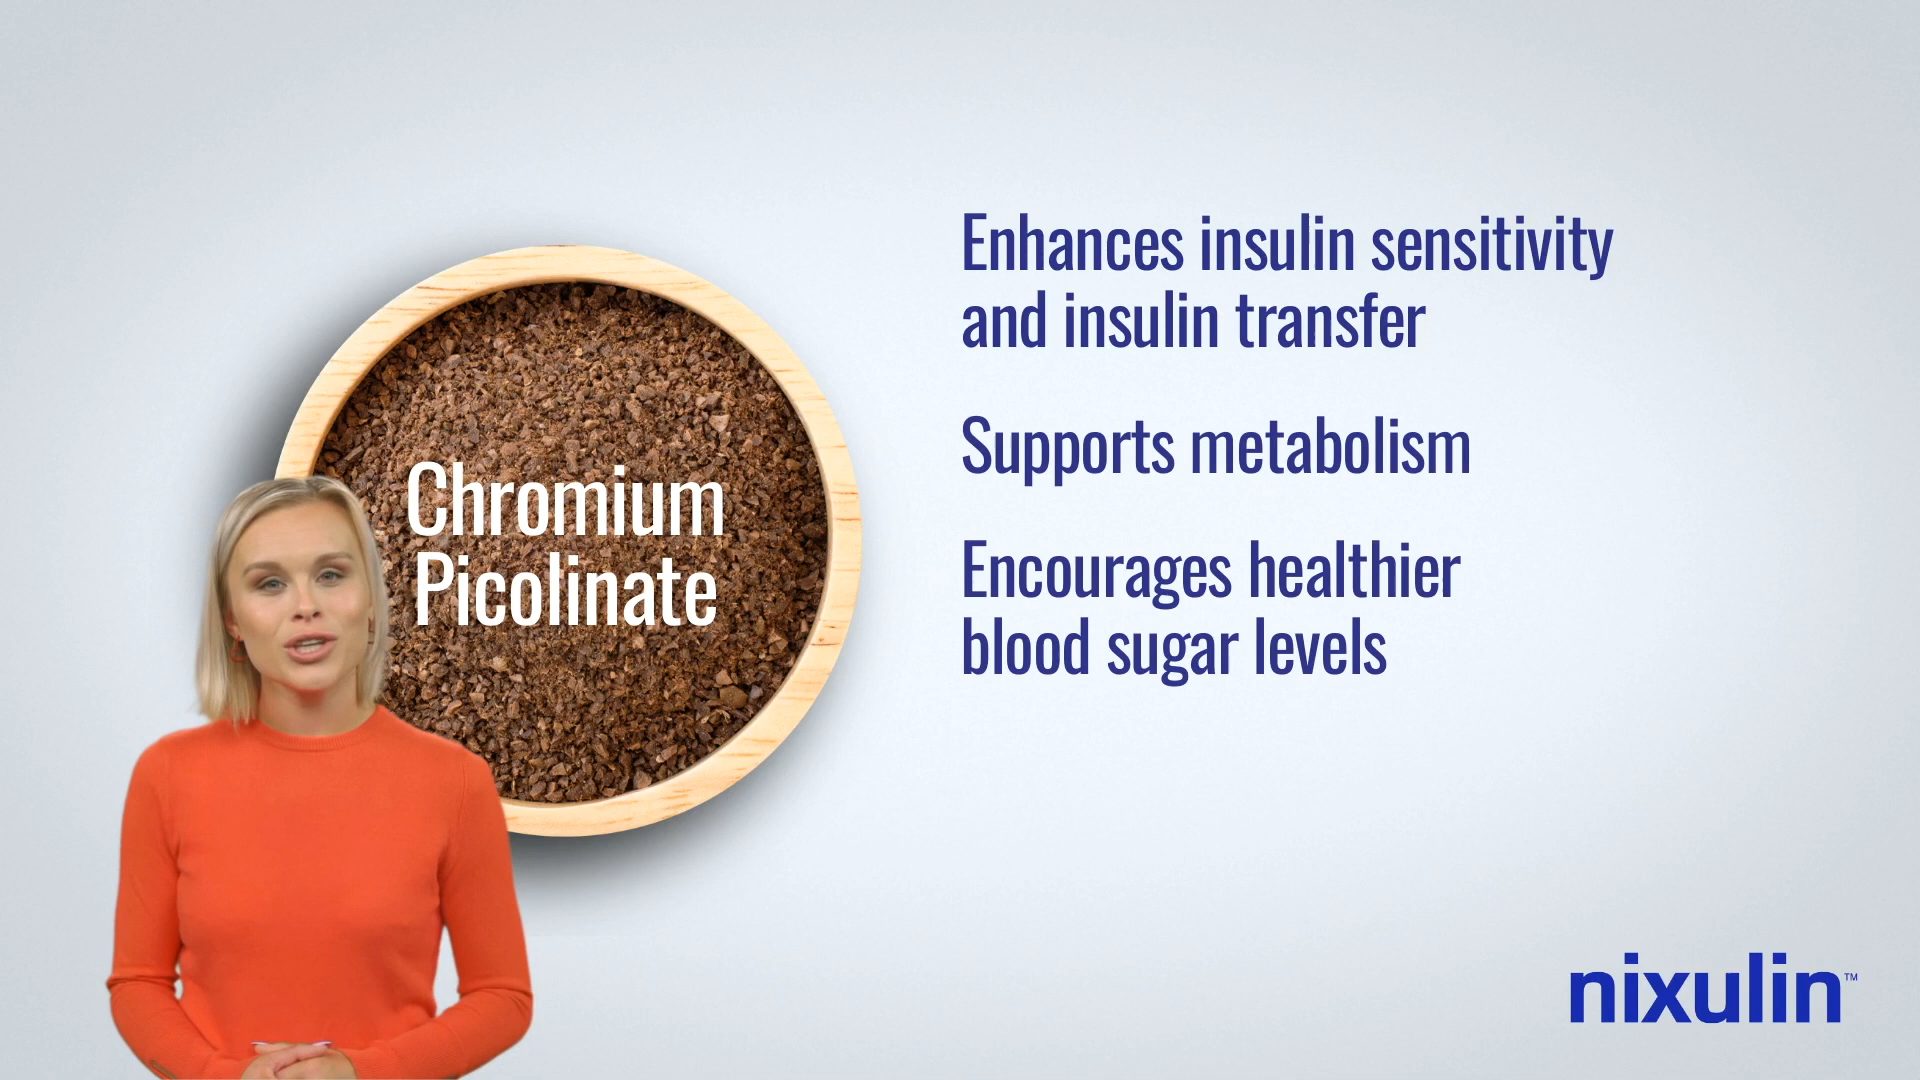 Chromium
Picolinate
Enhances insulin sensitivity
and insulin transfer
Supports metabolism
Encourages healthier
blood sugar levels
nixulin™